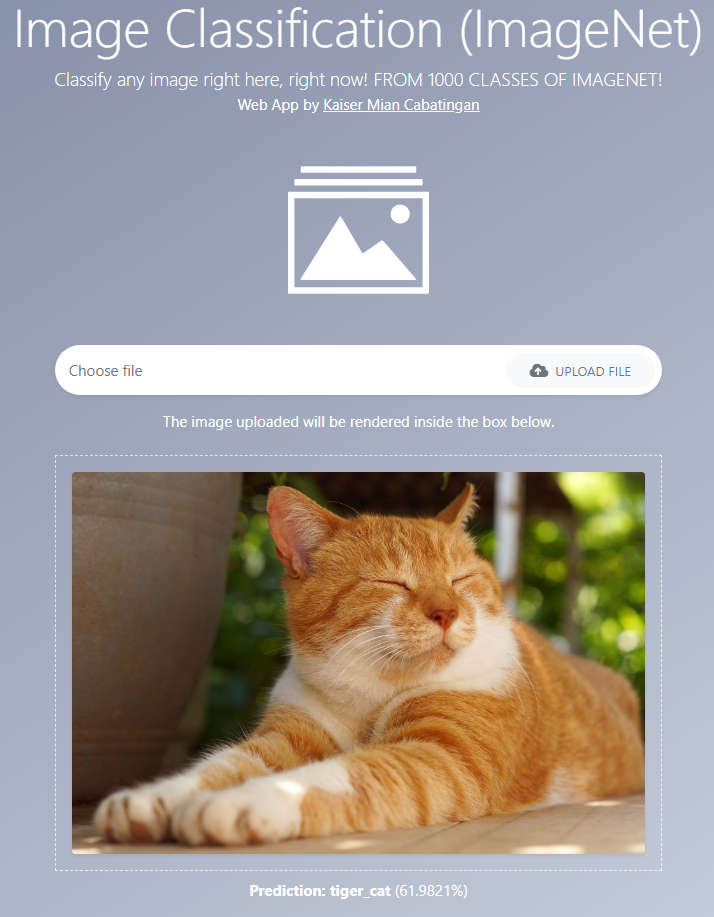 Image Classification (ImageNet)
Classify any image right here, right now! FROM 1000 CLASSES OF IMAGENET!
Web App by Kaiser Mian Cabatingan
Choose file
UPLOAD FILE
The image uploaded will be rendered inside the box below.
Prediction: tiger_cat (61.9821%)